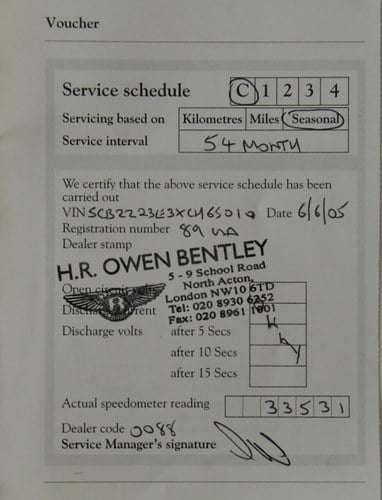 Voucher
Service schedule C 1 2 3 4
Servicing based on Kilometres Miles Seasonal
Service interval 54 MONTH
We certify that the above service schedule has been
carried out
VIN Date 6/6/05
Registration number 89
Dealer stamp
H.R. OWEN BENTLEY
5 - 9 School Road
North Acton,
London NW10 6TD
Tel: 020 8930 6252
Fax: 020 8961 1001
Open circuit
B
Discharge current
Discharge volts after 5 Secs
after 10 Secs
after 15 Secs
Actual speedometer reading 33531
Dealer code 0088
Service Manager's signature